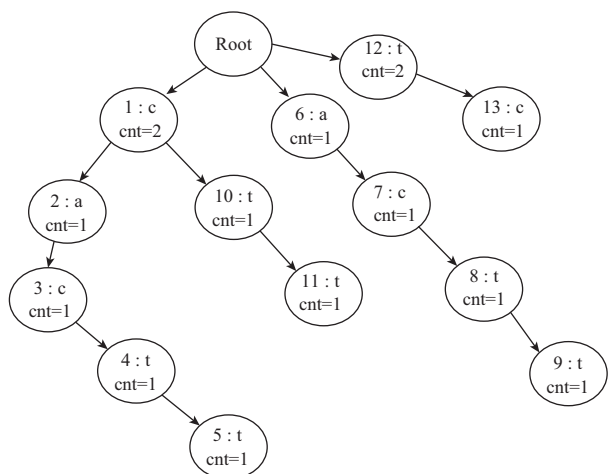 Root
12 : t
cnt=2
1 : c
cnt=2
6 : a
cnt=1
13 : c
cnt=1
2 : a
cnt=1
10 : t
cnt=1
7 : c
cnt=1
3 : c
cnt=1
11 : t
cnt=1
8 : t
cnt=1
4 : t
cnt=1
9 : t
cnt=1
5 : t
cnt=1